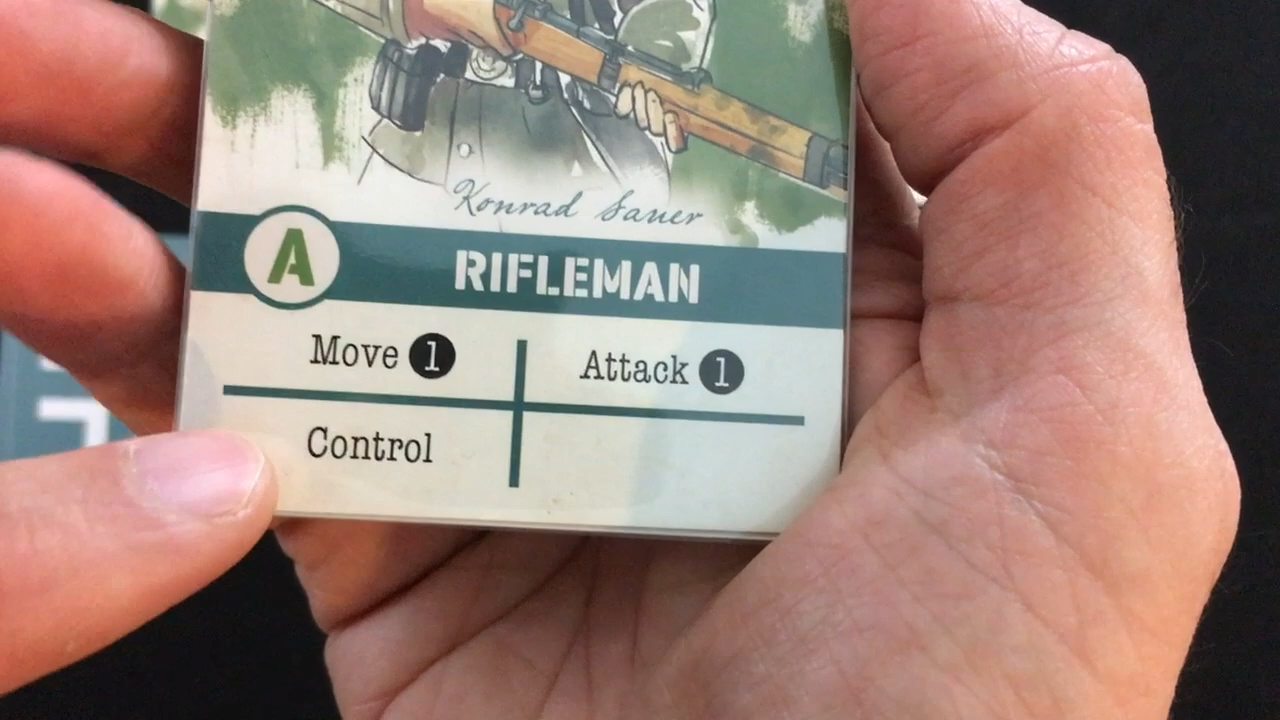 Konrad Sauer
A
RIFLEMAN
Move 1
Attack 1
Control